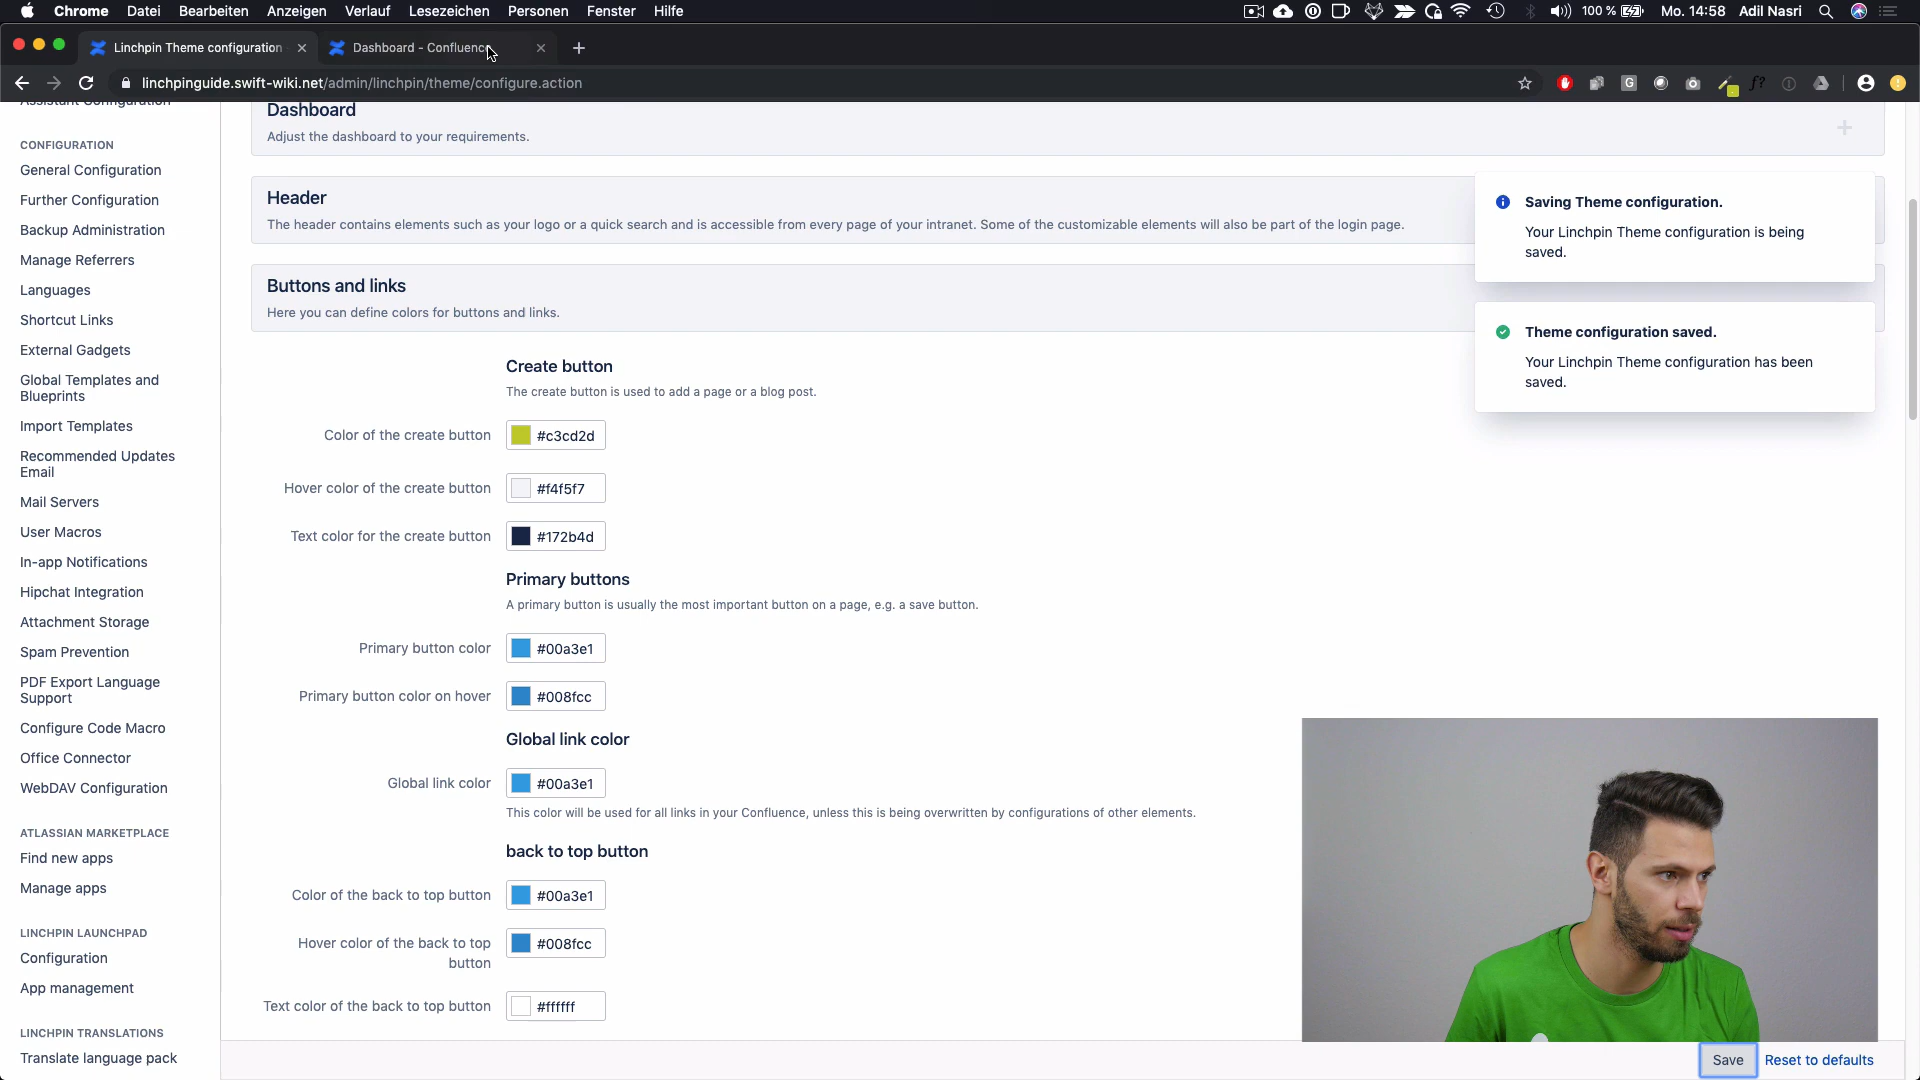 Chrome Datei Bearbeiten Anzeigen Verlauf Lesezeichen Personen Fenster Hilfe 100 % Mo. 14:58 Adil Nasri
Linchpin Theme configuration Dashboard - Confluence
linchpinguide.swift-wiki.net/admin/linchpin/theme/configure.action
Assistant Configuration
CONFIGURATION
General Configuration
Further Configuration
Backup Administration
Manage Referrers
Languages
Shortcut Links
External Gadgets
Global Templates and
Blueprints
Import Templates
Recommended Updates
Email
Mail Servers
User Macros
In-app Notifications
Hipchat Integration
Attachment Storage
Spam Prevention
PDF Export Language
Support
Configure Code Macro
Office Connector
WebDAV Configuration
ATLASSIAN MARKETPLACE
Find new apps
Manage apps
LINCHPIN LAUNCHPAD
Configuration
App management
LINCHPIN TRANSLATIONS
Translate language pack
Dashboard
Adjust the dashboard to your requirements.
Header
The header contains elements such as your logo or a quick search and is accessible from every page of your intranet. Some of the customizable elements will also be part of the login page.
Buttons and links
Here you can define colors for buttons and links.
Create button
The create button is used to add a page or a blog post.
Color of the create button #c3cd2d
Hover color of the create button #f4f5f7
Text color for the create button #172b4d
Primary buttons
A primary button is usually the most important button on a page, e.g. a save button.
Primary button color #00a3e1
Primary button color on hover #008fcc
Global link color
Global link color #00a3e1
This color will be used for all links in your Confluence, unless this is being overwritten by configurations of other elements.
back to top button
Color of the back to top button #00a3e1
Hover color of the back to top
button #008fcc
Text color of the back to top button #ffffff
Saving Theme configuration.
Your Linchpin Theme configuration is being
saved.
Theme configuration saved.
Your Linchpin Theme configuration has been
saved.
Save Reset to defaults